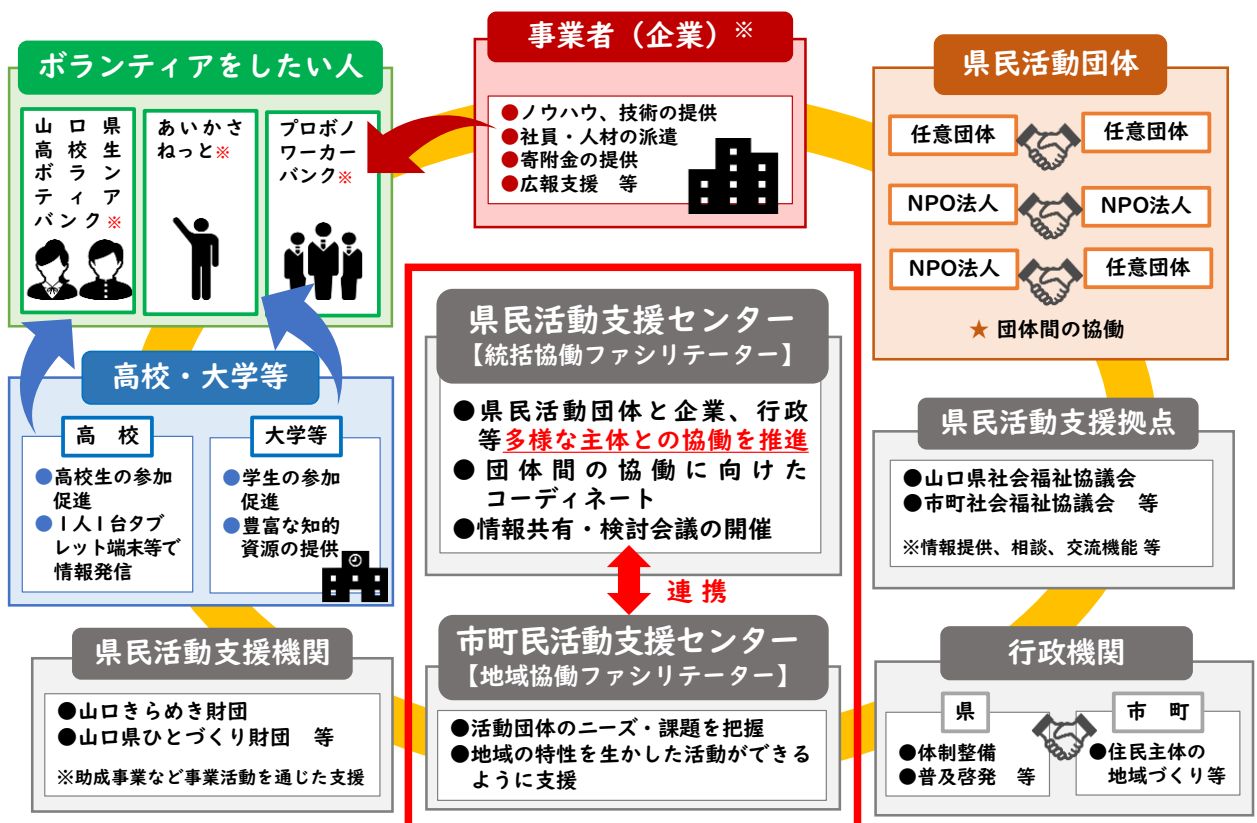 ボランティアをしたい人
山口県
高校生
ボラン
ティア
バンク※
あいかさ
ねっと※
プロボノ
ワーカー
バンク※
事業者（企業）※
●ノウハウ、技術の提供
●社員・人材の派遣
●寄附金の提供
●広報支援　等
県民活動団体
任意団体
任意団体
NPO法人
NPO法人
NPO法人
任意団体
★ 団体間の協働
高校・大学等
高　校
●高校生の参加
促進
●1人1台タブ
レット端末等で
情報発信
大学等
●学生の参加
促進
●豊富な知的
資源の提供
県民活動支援センター
【統括協働ファシリテーター】
●県民活動団体と企業、行政
等多様な主体との協働を推進
●団体間の協働に向けた
コーディネート
●情報共有・検討会議の開催
連携
市町民活動支援センター
【地域協働ファシリテーター】
●活動団体のニーズ・課題を把握
●地域の特性を生かした活動ができる
ように支援
県民活動支援拠点
●山口県社会福祉協議会
●市町社会福祉協議会　等
※情報提供、相談、交流機能 等
県民活動支援機関
●山口きらめき財団
●山口県ひとづくり財団　等
※助成事業など事業活動を通じた支援
行政機関
県
●体制整備
●普及啓発　等
市　町
●住民主体の
地域づくり等